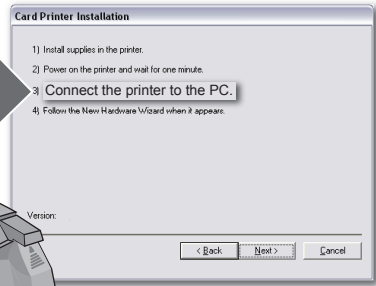 Card Printer Installation
1) Install supplies in the printer.
2) Power on the printer and wait for one minute.
3) Connect the printer to the PC.
4) Follow the New Hardware Wizard when it appears.
Version:
< Back Next > Cancel